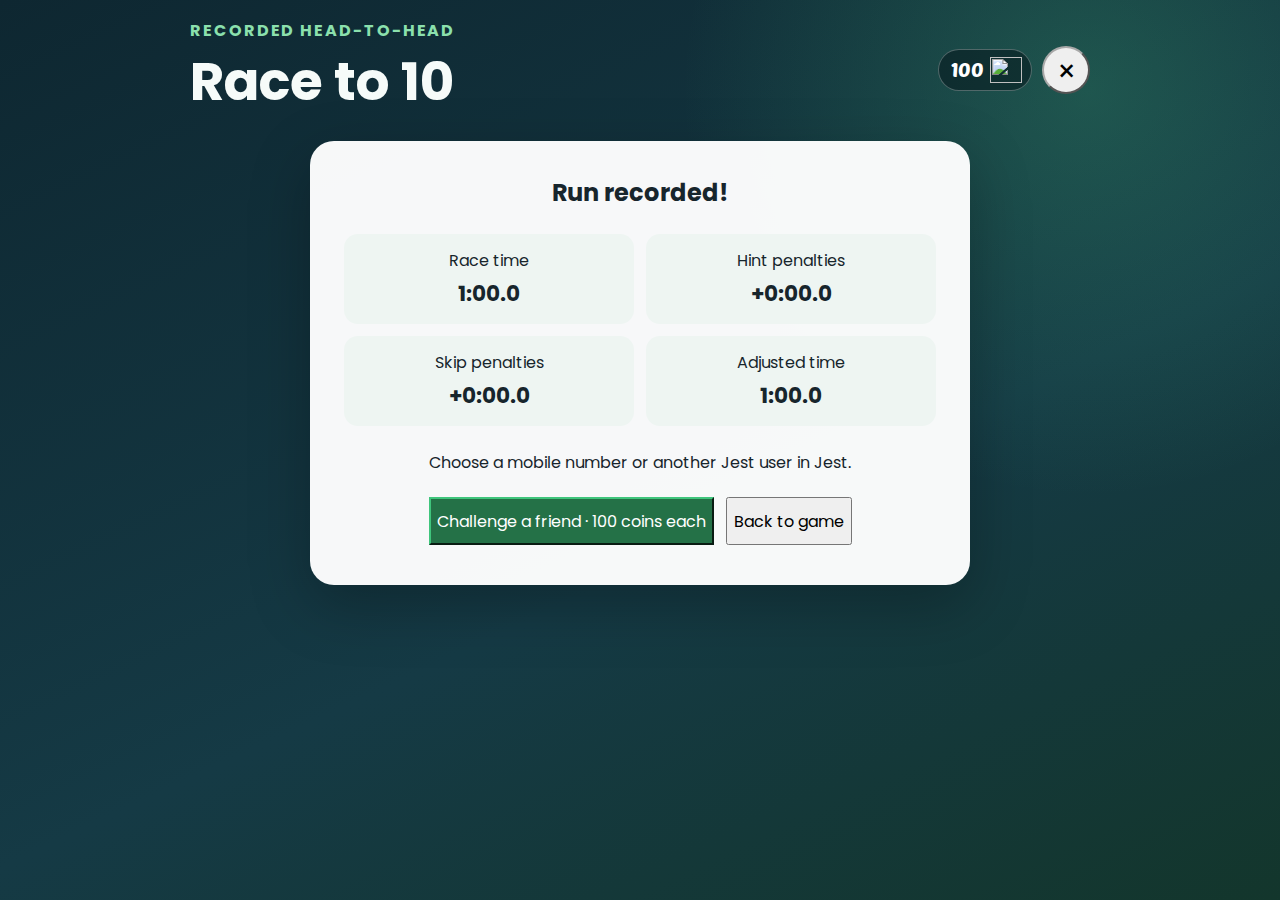 RECORDED HEAD-TO-HEAD
Race to 10
100
×
Run recorded!
Race time
1:00.0
Hint penalties
+0:00.0
Skip penalties
+0:00.0
Adjusted time
1:00.0
Choose a mobile number or another Jest user in Jest.
Challenge a friend · 100 coins each
Back to game